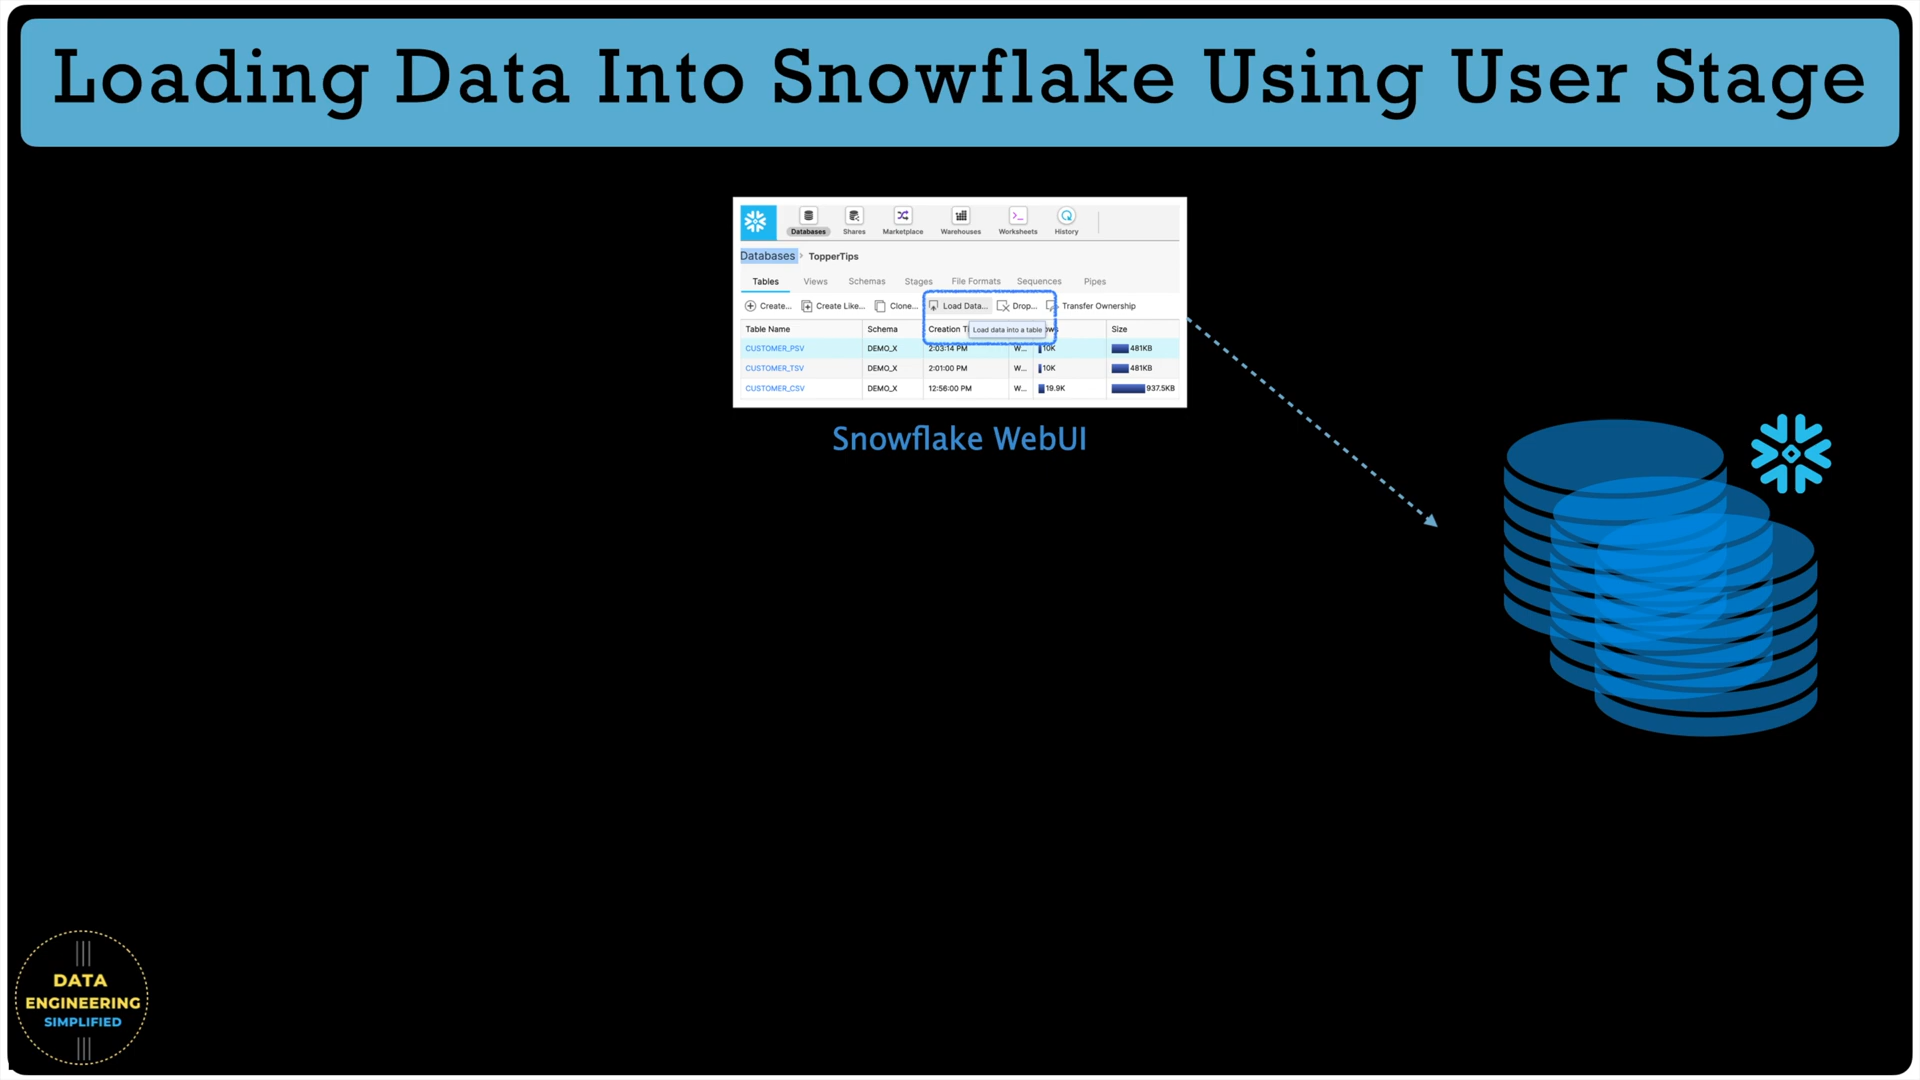 Loading Data Into Snowflake Using User Stage
Databases Shares Marketplace Warehouses Worksheets History
Databases › TopperTips
Tables Views Schemas Stages File Formats Sequences Pipes
Create... Create Like... Clone... Load Data... Drop... Transfer Ownership
Table Name Schema Creation T Load data into a table ows Size
CUSTOMER_PSV DEMO_X 2:03:14 PM W... 10K 481KB
CUSTOMER_TSV DEMO_X 2:01:00 PM W... 10K 481KB
CUSTOMER_CSV DEMO_X 12:56:00 PM W... 19.9K 937.5KB
Snowflake WebUI
DATA
ENGINEERING
SIMPLIFIED